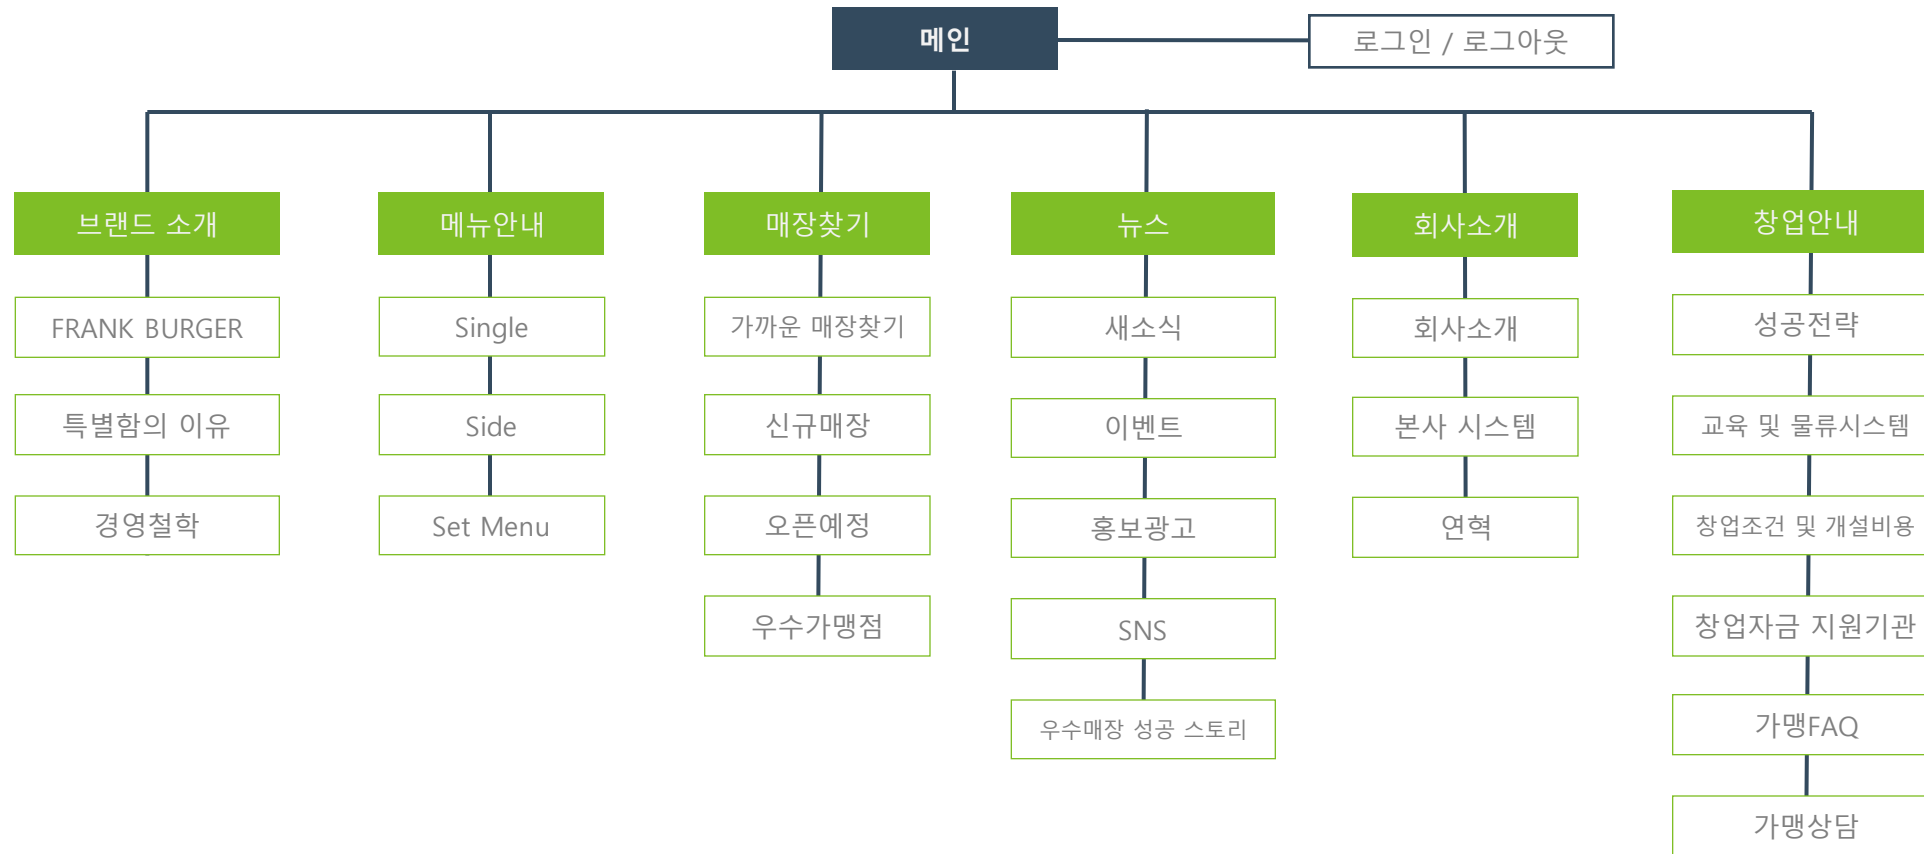 메인
로그인 / 로그아웃
브랜드 소개
메뉴안내
매장찾기
뉴스
회사소개
창업안내
FRANK BURGER
Single
가까운 매장찾기
새소식
회사소개
성공전략
특별함의 이유
Side
신규매장
이벤트
본사 시스템
교육 및 물류시스템
경영철학
Set Menu
오픈예정
홍보광고
연혁
창업조건 및 개설비용
우수가맹점
SNS
창업자금 지원기관
우수매장 성공 스토리
가맹FAQ
가맹상담